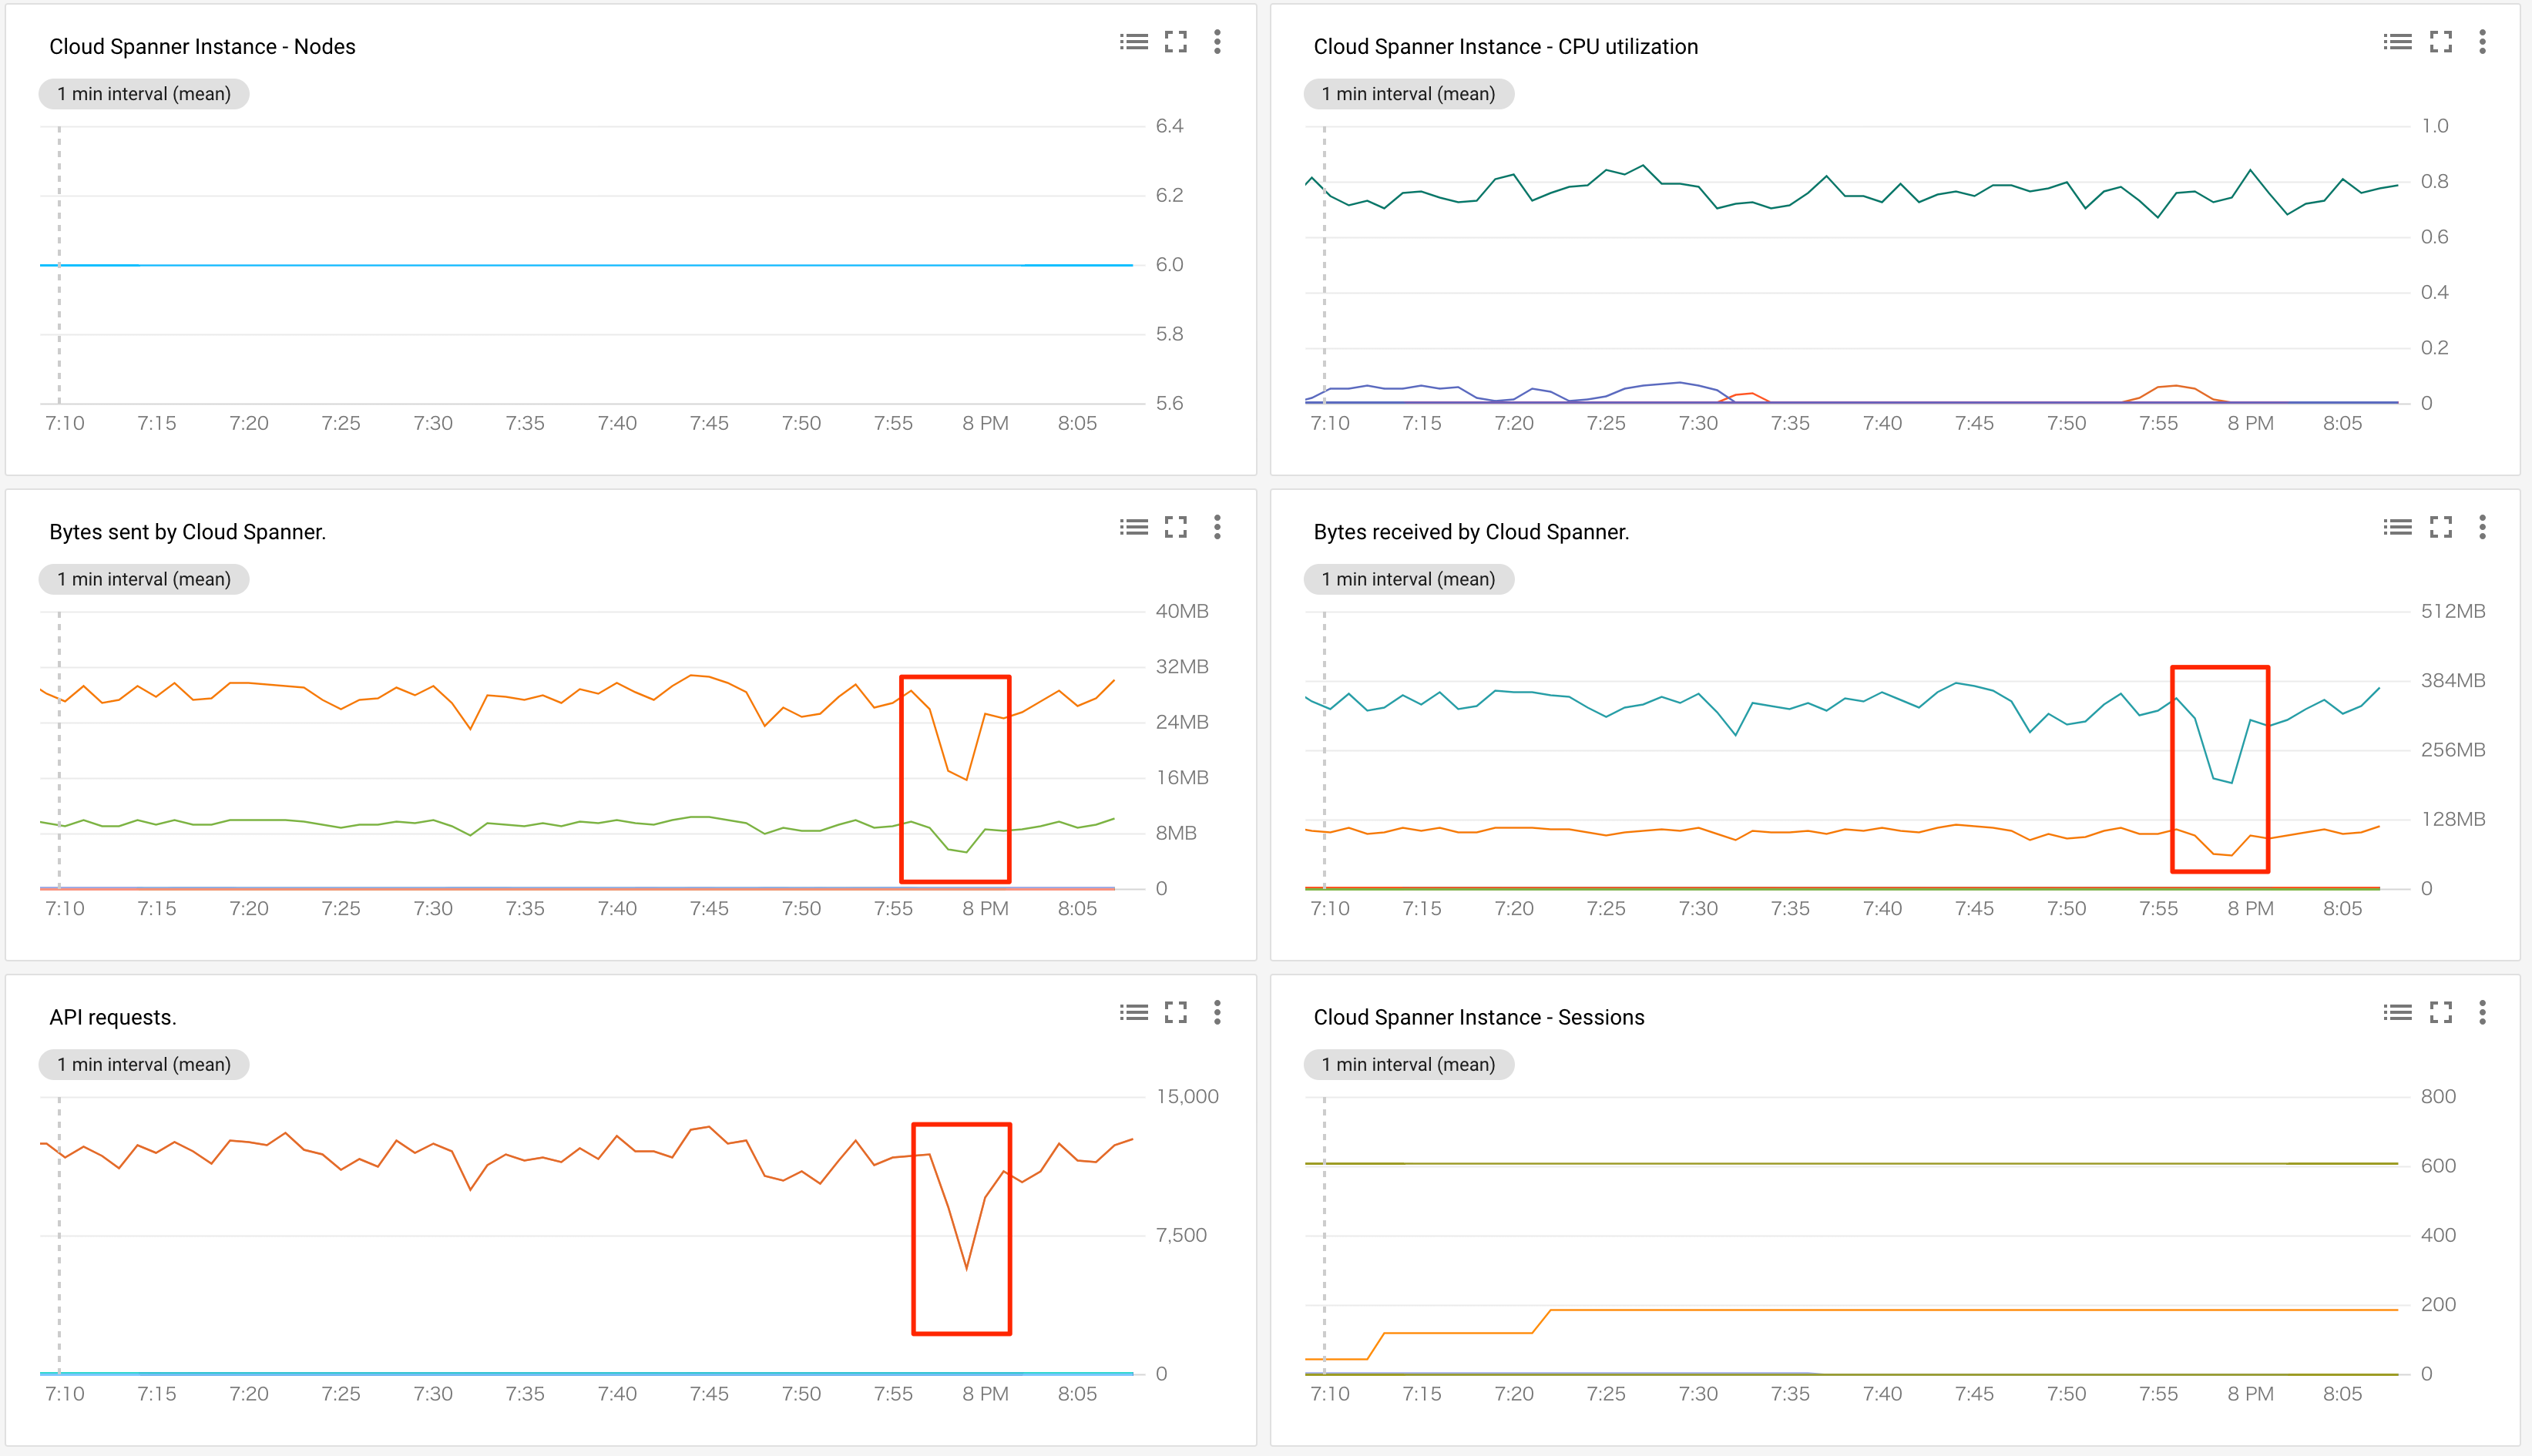 Cloud Spanner Instance - Nodes
1 min interval (mean)
6.4
6.2
6.0
5.8
5.6
7:10 7:15 7:20 7:25 7:30 7:35 7:40 7:45 7:50 7:55 8 PM 8:05
Cloud Spanner Instance - CPU utilization
1 min interval (mean)
1.0
0.8
0.6
0.4
0.2
0
7:10 7:15 7:20 7:25 7:30 7:35 7:40 7:45 7:50 7:55 8 PM 8:05
Bytes sent by Cloud Spanner.
1 min interval (mean)
40MB
32MB
24MB
16MB
8MB
0
7:10 7:15 7:20 7:25 7:30 7:35 7:40 7:45 7:50 7:55 8 PM 8:05
Bytes received by Cloud Spanner.
1 min interval (mean)
512MB
384MB
256MB
128MB
0
7:10 7:15 7:20 7:25 7:30 7:35 7:40 7:45 7:50 7:55 8 PM 8:05
API requests.
1 min interval (mean)
15,000
7,500
0
7:10 7:15 7:20 7:25 7:30 7:35 7:40 7:45 7:50 7:55 8 PM 8:05
Cloud Spanner Instance - Sessions
1 min interval (mean)
800
600
400
200
0
7:10 7:15 7:20 7:25 7:30 7:35 7:40 7:45 7:50 7:55 8 PM 8:05